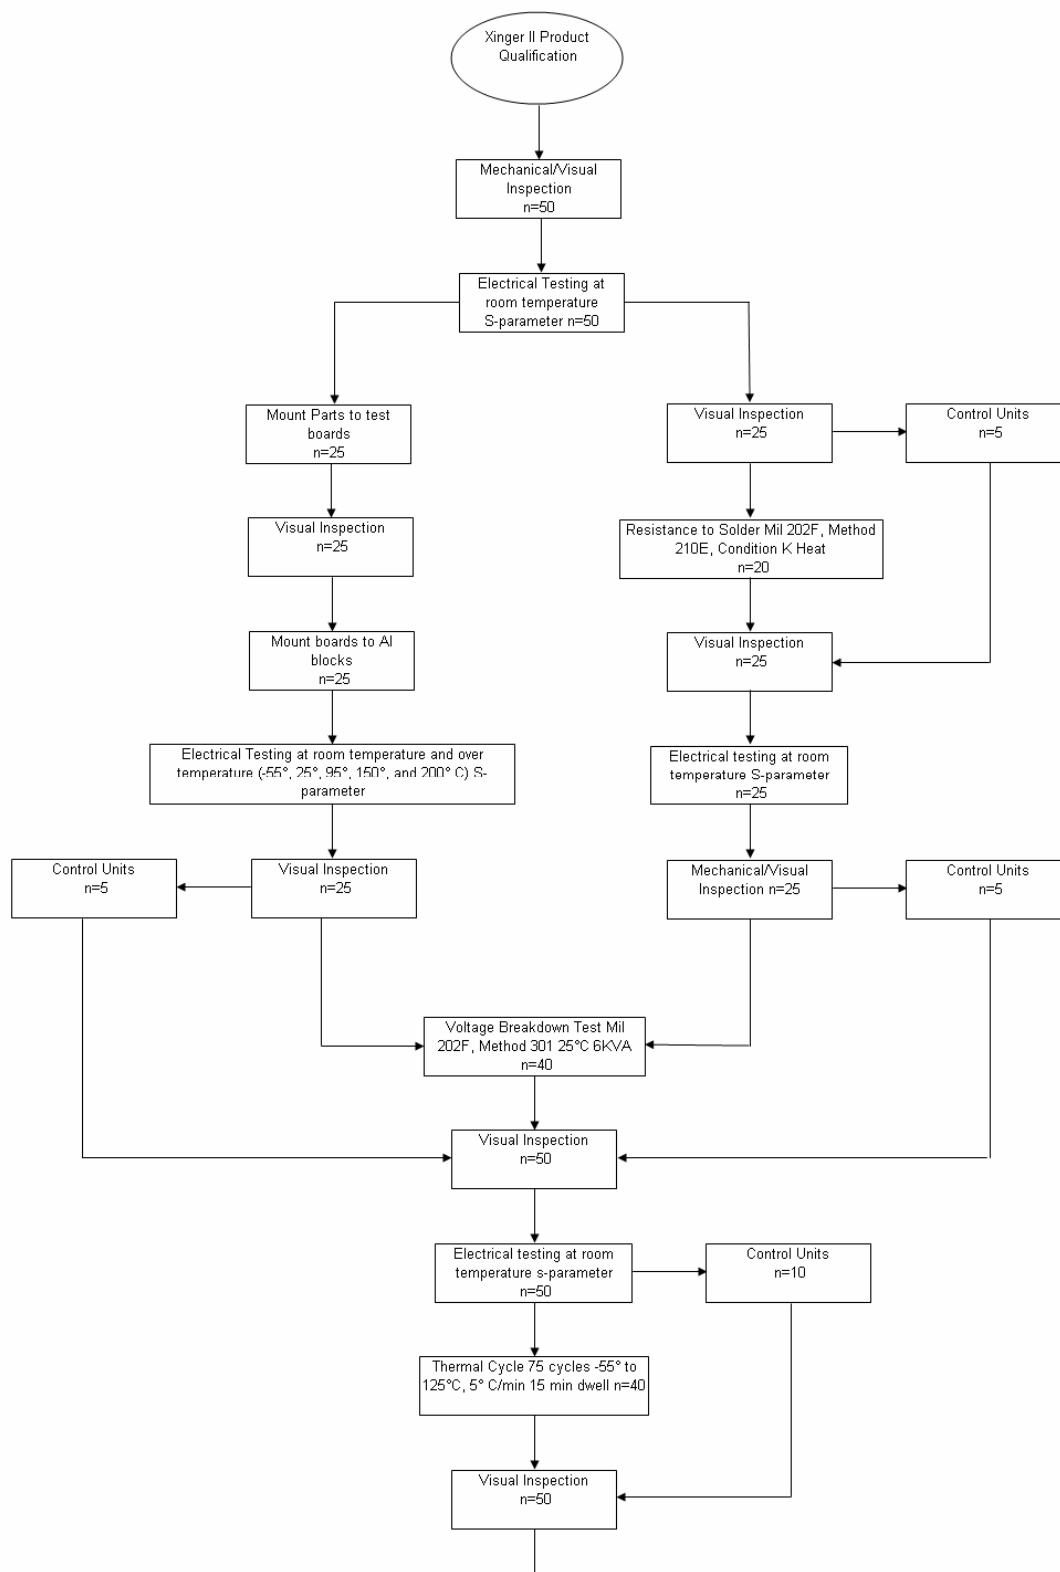 Xinger II Product
Qualification
Mechanical/Visual
Inspection
n=50
Electrical Testing at
room temperature
S-parameter n=50
Mount Parts to test
boards
n=25
Visual Inspection
n=25
Control Units
n=5
Visual Inspection
n=25
Resistance to Solder Mil 202F, Method
210E, Condition K Heat
n=20
Mount boards to Al
blocks
n=25
Visual Inspection
n=25
Electrical Testing at room temperature and over
temperature (-55°, 25°, 95°, 150°, and 200° C) S-
parameter
Electrical testing at room
temperature S-parameter
n=25
Control Units
n=5
Visual Inspection
n=25
Mechanical/Visual
Inspection n=25
Control Units
n=5
Voltage Breakdown Test Mil
202F, Method 301 25°C 6KVA
n=40
Visual Inspection
n=50
Electrical testing at room
temperature s-parameter
n=50
Control Units
n=10
Thermal Cycle 75 cycles -55° to
125°C, 5° C/min 15 min dwell n=40
Visual Inspection
n=50